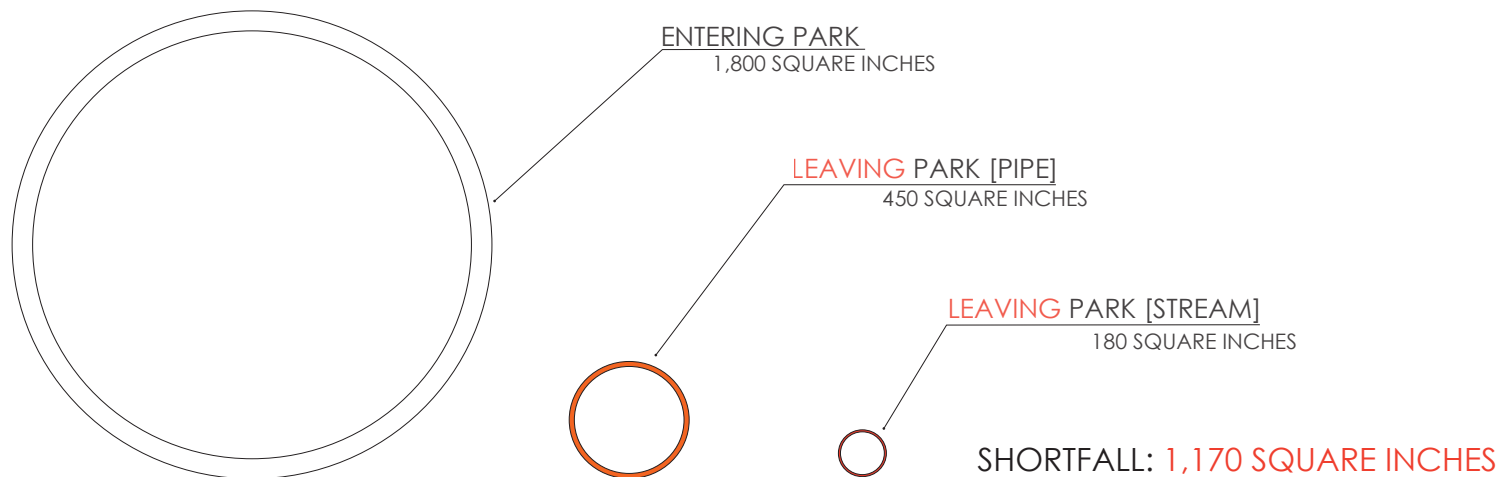 ENTERING PARK
1,800 SQUARE INCHES
LEAVING PARK [PIPE]
450 SQUARE INCHES
LEAVING PARK [STREAM]
180 SQUARE INCHES
SHORTFALL: 1,170 SQUARE INCHES